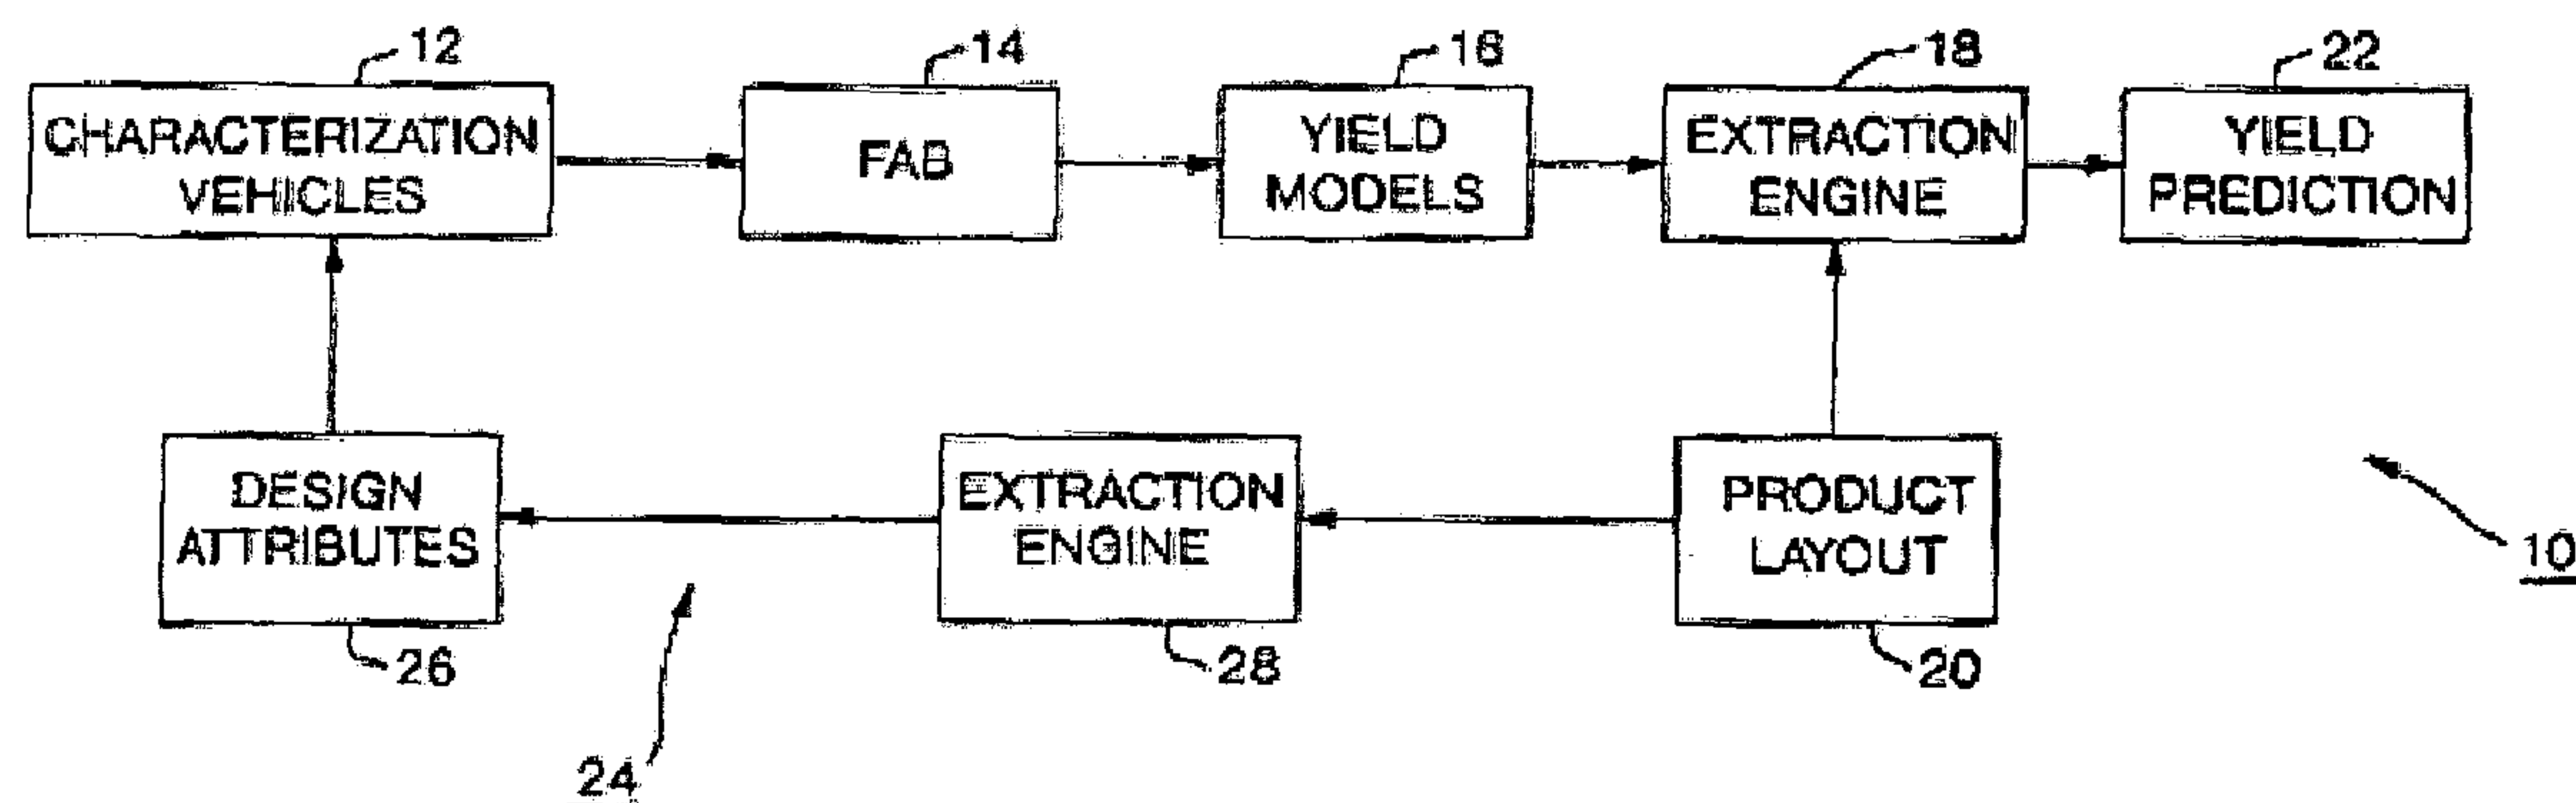 12
14
16
18
22
CHARACTERIZATION
VEHICLES
FAB
YIELD
MODELS
EXTRACTION
ENGINE
YIELD
PREDICTION
DESIGN
ATTRIBUTES
EXTRACTION
ENGINE
PRODUCT
LAYOUT
10
26
28
20
24